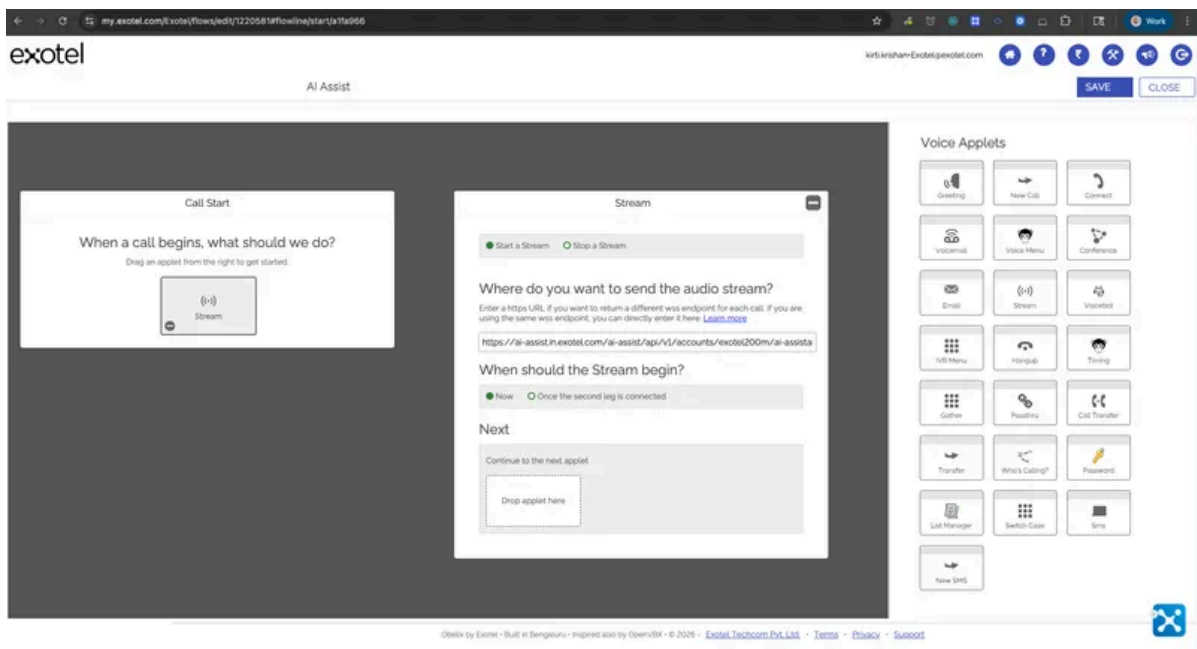 my.exotel.com/Exotel/flows/edit/1220581#flowline/start/a1fa966
Work
exotel
kirti.krishan+Exotel@exotel.com
AI Assist
SAVE
CLOSE
Call Start
When a call begins, what should we do?
Drag an applet from the right to get started.
Stream
Stream
Start a Stream
Stop a Stream
Where do you want to send the audio stream?
Enter a https URL, if you want to return a different wss endpoint for each call. If you are
using the same wss endpoint, you can directly enter it here. Learn more
https://ai-assist.in.exotel.com/ai-assist/api/v1/accounts/exotel200m/ai-assista
When should the Stream begin?
Now
Once the second leg is connected
Next
Continue to the next applet
Drop applet here
Voice Applets
Greeting
New Call
Connect
Voicemail
Voice Menu
Conference
Email
Stream
Voicebot
IVR Menu
Hangup
Timing
Gather
Passthru
Call Transfer
Transfer
Who's Calling?
Password
List Manager
Switch Case
Sms
New SMS
Obelix by Exotel - Built in Bengaluru - inspired also by OpenVBX - © 2026 - Exotel Techcom Pvt. Ltd. - Terms - Privacy - Support